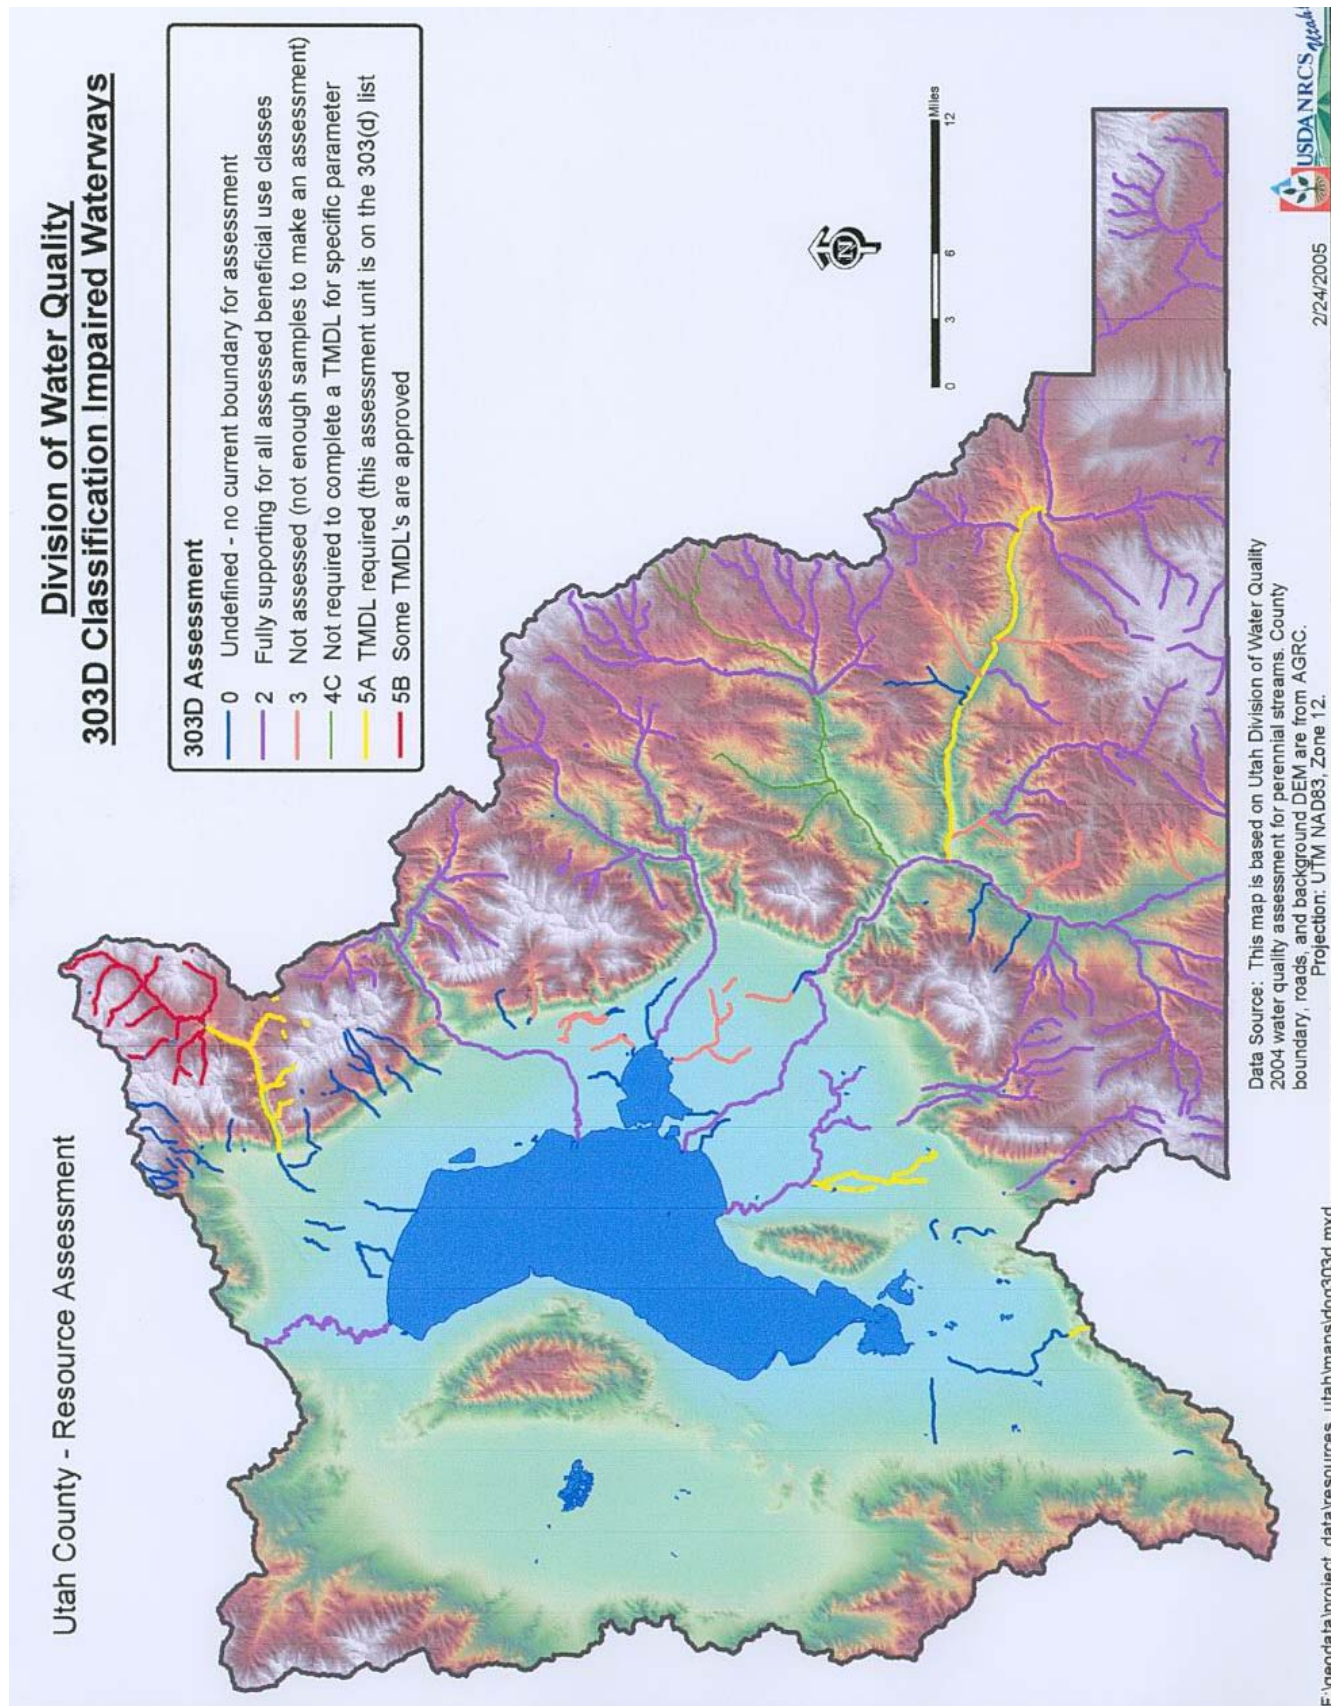 Utah County - Resource Assessment
Division of Water Quality
303D Classification Impaired Waterways
303D Assessment
0 Undefined - no current boundary for assessment
2 Fully supporting for all assessed beneficial use classes
3 Not assessed (not enough samples to make an assessment)
4C Not required to complete a TMDL for specific parameter
5A TMDL required (this assessment unit is on the 303(d) list
5B Some TMDL's are approved
N
0 3 6 12
Miles
Data Source: This map is based on Utah Division of Water Quality
2004 water quality assessment for perennial streams. County
boundary, roads, and background DEM are from AGRC.
Projection: UTM NAD83, Zone 12.
2/24/2005
USDA NRCS Utah